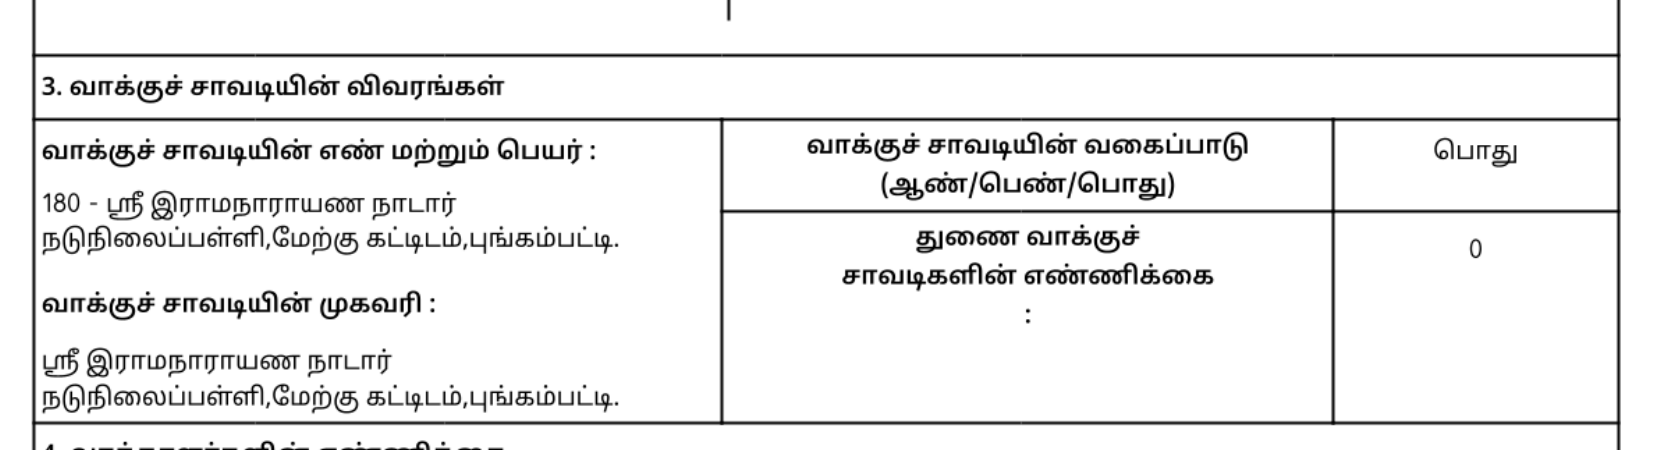 3. வாக்குச் சாவடியின் விவரங்கள்
வாக்குச் சாவடியின் எண் மற்றும் பெயர் :
180 - ஸ்ரீ இராமநாராயண நாடார்
நடுநிலைப்பள்ளி,மேற்கு கட்டிடம்,புங்கம்பட்டி.
வாக்குச் சாவடியின் முகவரி :
ஸ்ரீ இராமநாராயண நாடார்
நடுநிலைப்பள்ளி,மேற்கு கட்டிடம்,புங்கம்பட்டி.
வாக்குச் சாவடியின் வகைப்பாடு
(ஆண்/பெண்/பொது)
பொது
துணை வாக்குச்
சாவடிகளின் எண்ணிக்கை
:
0